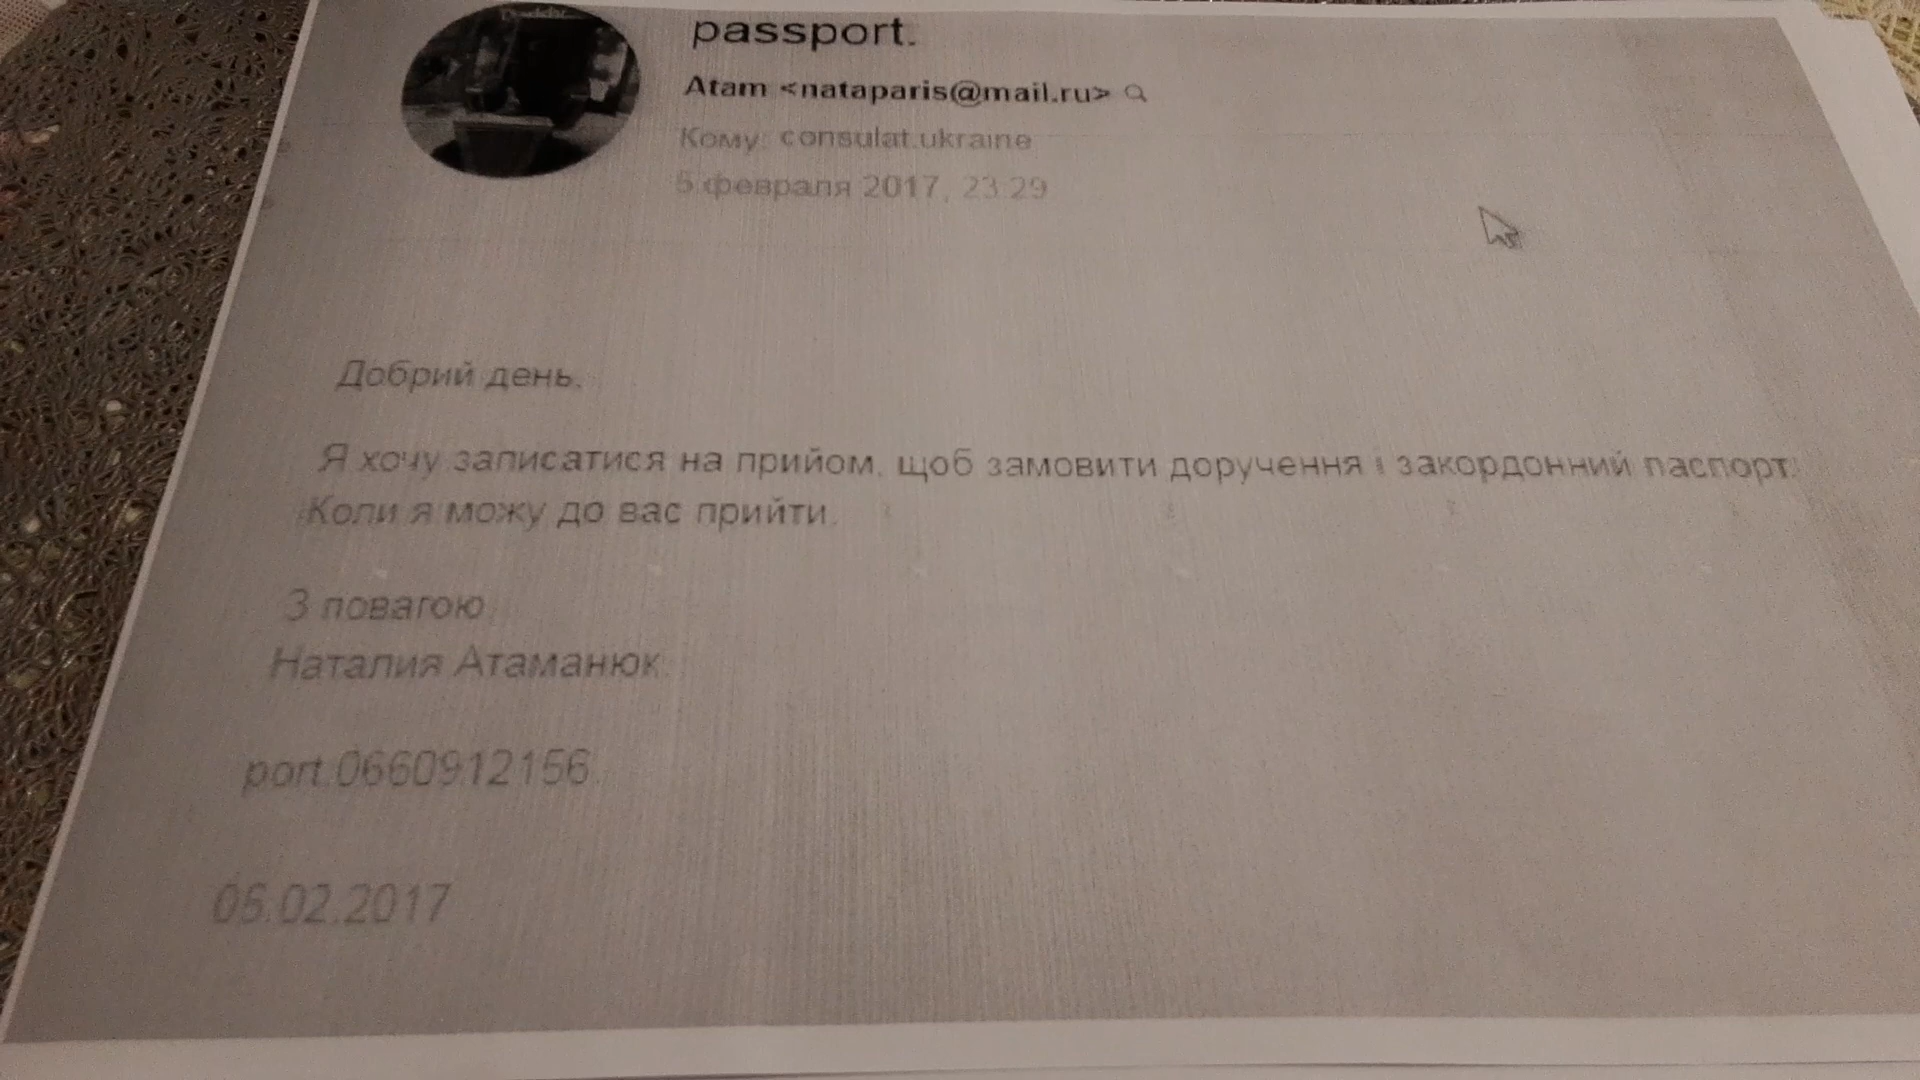 passport.
Atam <nataparis@mail.ru>
Кому: consulat.ukraine
5 февраля 2017, 23:29
Добрий день.
Я хочу записатися на прийом, щоб замовити доручення і закордонний паспорт.
Коли я можу до вас прийти.
З повагою
Наталия Атаманюк.
port.0660912156.
05.02.2017